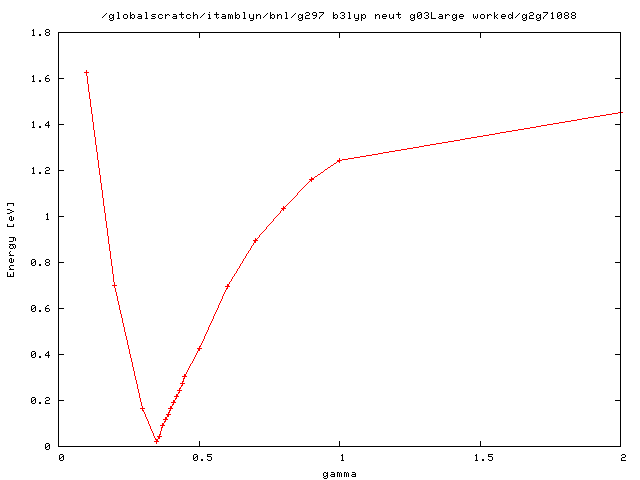 /globalscratch/itamblyn/bnl/g297 b3lyp neut g03Large worked/g2g71088
1.8
1.6
1.4
1.2
1
0.8
0.6
0.4
0.2
0
Energy [eV]
0 0.5 1 1.5 2
gamma